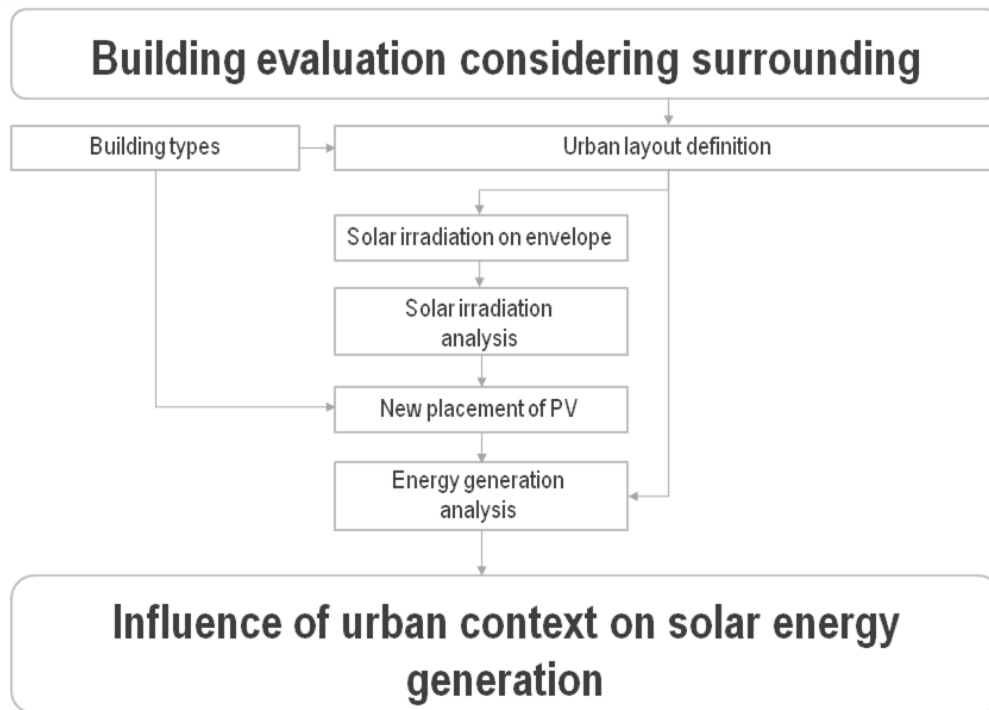 Building evaluation considering surrounding
Building types
Urban layout definition
Solar irradiation on envelope
Solar irradiation
analysis
New placement of PV
Energy generation
analysis
Influence of urban context on solar energy
generation